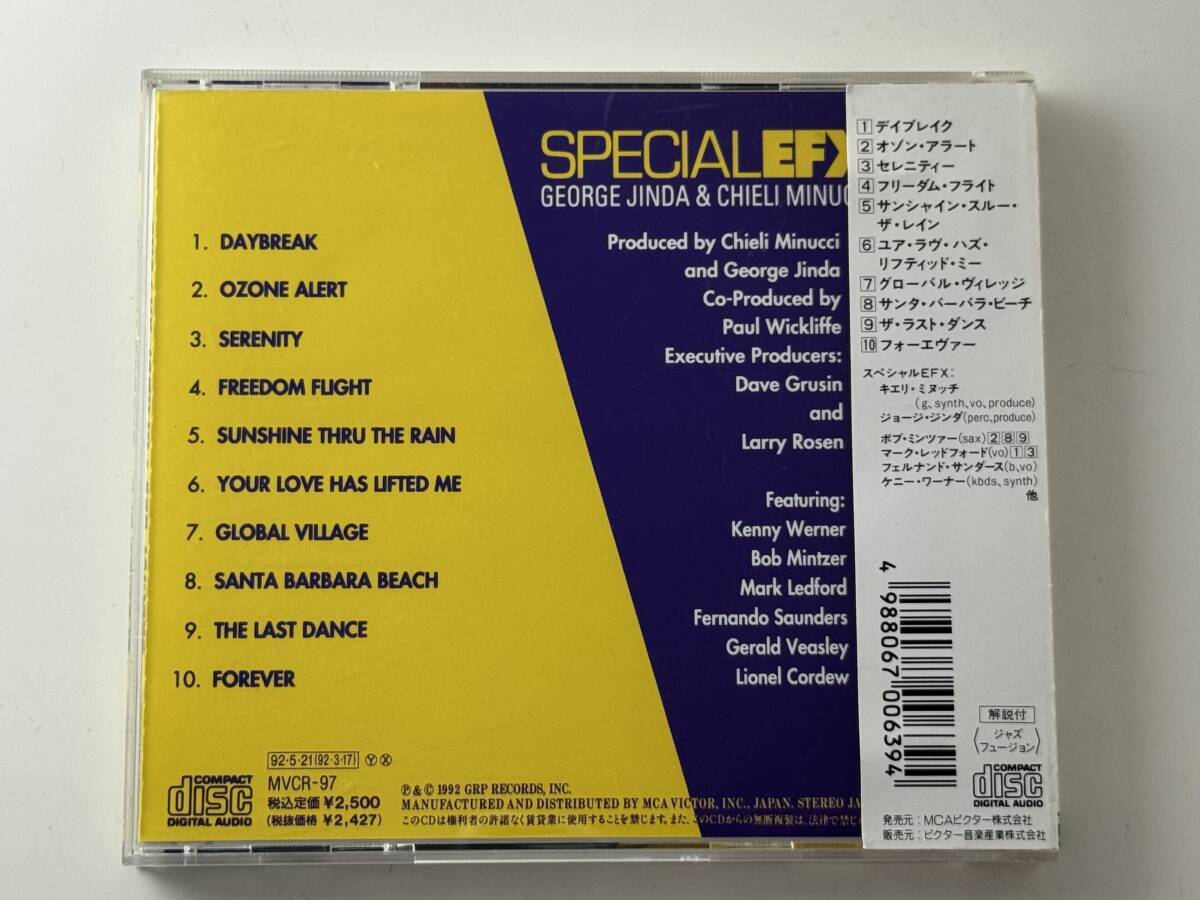 SPECIAL EFX
GEORGE JINDA & CHIELI MINUC
1. DAYBREAK
2. OZONE ALERT
3. SERENITY
4. FREEDOM FLIGHT
5. SUNSHINE THRU THE RAIN
6. YOUR LOVE HAS LIFTED ME
7. GLOBAL VILLAGE
8. SANTA BARBARA BEACH
9. THE LAST DANCE
10. FOREVER
Produced by Chieli Minucci
and George Jinda
Co-Produced by
Paul Wickliffe
Executive Producers:
Dave Grusin
and
Larry Rosen
Featuring:
Kenny Werner
Bob Mintzer
Mark Ledford
Fernando Saunders
Gerald Veasley
Lionel Cordew
COMPACT
disc
DIGITAL AUDIO
92·5·21(92·3·17) Ⓨ Ⓧ
MVCR-97
税込定価 ¥2,500
(税抜価格 ¥2,427)
℗ & © 1992 GRP RECORDS, INC.
MANUFACTURED AND DISTRIBUTED BY MCA VICTOR, INC., JAPAN. STEREO JA
このCDは権利者の許諾なく賃貸業に使用することを禁じます。また、このCDからの無断複製は、法律で禁じ
1 デイブレイク
2 オゾン・アラート
3 セレニティー
4 フリーダム・フライト
5 サンシャイン・スルー・
ザ・レイン
6 ユア・ラヴ・ハズ・
リフティッド・ミー
7 グローバル・ヴィレッジ
8 サンタ・バーバラ・ビーチ
9 ザ・ラスト・ダンス
10 フォーエヴァー
スペシャルEFX:
キエリ・ミヌッチ
(g、synth、vo、produce)
ジョージ・ジンダ(perc、produce)
ボブ・ミンツァー(sax)2 8 9
マーク・レッドフォード(vo)1 3
フェルナンド・サンダース(b、vo)
ケニー・ワーナー(kbds、synth)
他
4 988067 006394
解説付
〈ジャズ
フュージョン〉
COMPACT
disc
DIGITAL AUDIO
発売元：MCAビクター株式会社
販売元：ビクター音楽産業株式会社